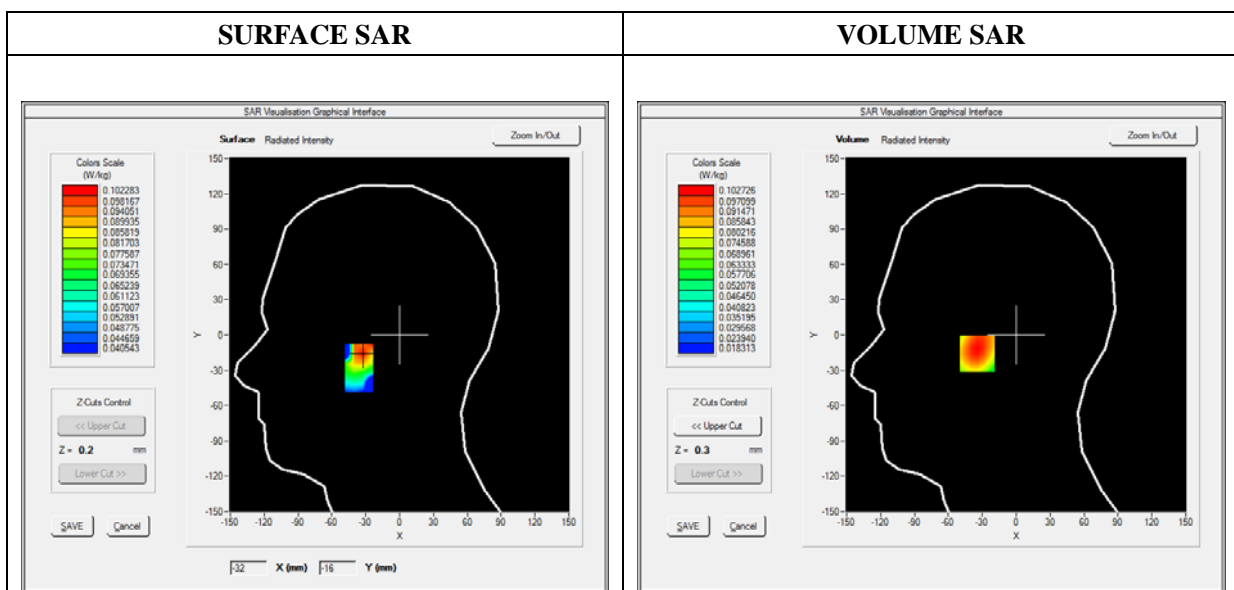 SURFACE SAR
VOLUME SAR
SAR Visualisation Graphical Interface
Surface Radiated Intensity
Zoom In/Out
Colors Scale
(W/kg)
0.102283
0.098167
0.094051
0.089935
0.085819
0.081703
0.077587
0.073471
0.069355
0.065239
0.061123
0.057007
0.052891
0.048775
0.044659
0.040543
Z-Cuts Control
<< Upper Cut
Z = 0.2 mm
Lower Cut >>
SAVE Cancel
150
120
90
60
30
0
-30
-60
-90
-120
-150
Y
-150 -120 -90 -60 -30 0 30 60 90 120 150
X
-32 X (mm) -16 Y (mm)
SAR Visualisation Graphical Interface
Volume Radiated Intensity
Zoom In/Out
Colors Scale
(W/kg)
0.102726
0.097099
0.091471
0.085843
0.080216
0.074588
0.068961
0.063333
0.057706
0.052078
0.046450
0.040823
0.035195
0.029568
0.023940
0.018313
Z-Cuts Control
<< Upper Cut
Z = 0.3 mm
Lower Cut >>
SAVE Cancel
150
120
90
60
30
0
-30
-60
-90
-120
-150
Y
-150 -120 -90 -60 -30 0 30 60 90 120 150
X